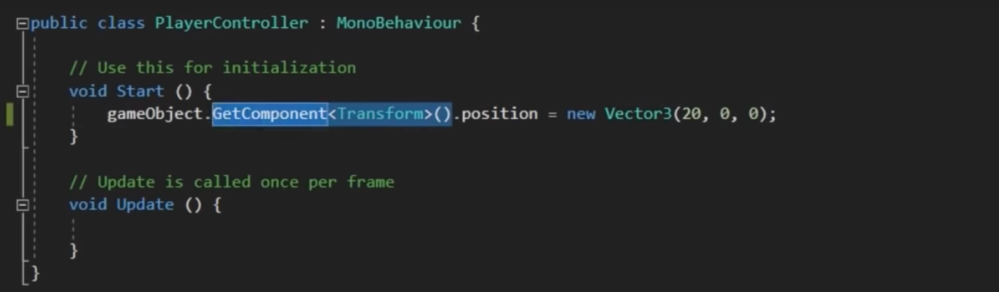 public class PlayerController : MonoBehaviour {
// Use this for initialization
void Start () {
gameObject.GetComponent<Transform>().position = new Vector3(20, 0, 0);
}
// Update is called once per frame
void Update () {
}
}